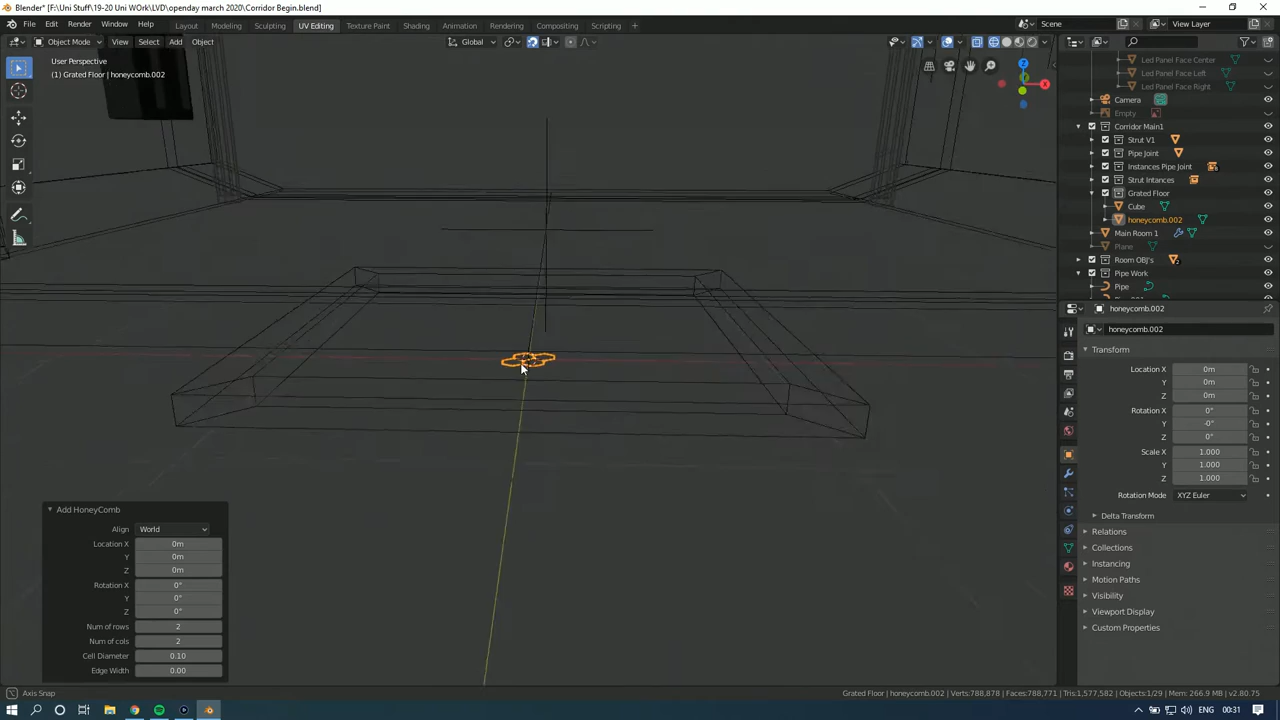 Blender* [F:\Uni Stuff\19-20 Uni WOrk\LVD\openday march 2020\Corridor Begin.blend]
File Edit Render Window Help Layout Modeling Sculpting UV Editing Texture Paint Shading Animation Rendering Compositing Scripting + Scene View Layer
Object Mode View Select Add Object Global
User Perspective
(1) Grated Floor | honeycomb.002
Led Panel Face Center
Led Panel Face Left
Led Panel Face Right
Camera
Empty
Corridor Main1
Strut V1
Pipe Joint
Instances Pipe Joint
Strut Intances
Grated Floor
Cube
honeycomb.002
Main Room 1
Plane
Room OBJ's
Pipe Work
Pipe
honeycomb.002
honeycomb.002
Transform
Location X 0m
Y 0m
Z 0m
Rotation X 0°
Y -0°
Z 0°
Scale X 1.000
Y 1.000
Z 1.000
Rotation Mode XYZ Euler
Delta Transform
Relations
Collections
Instancing
Motion Paths
Visibility
Viewport Display
Custom Properties
Add HoneyComb
Align World
Location X 0m
Y 0m
Z 0m
Rotation X 0°
Y 0°
Z 0°
Num of rows 2
Num of cols 2
Cell Diameter 0.10
Edge Width 0.00
Axis Snap
Grated Floor | honeycomb.002 | Verts:788,878 | Faces:788,771 | Tris:1,577,582 | Objects:1/29 | Mem: 266.9 MB | v2.80.75
ENG 00:31